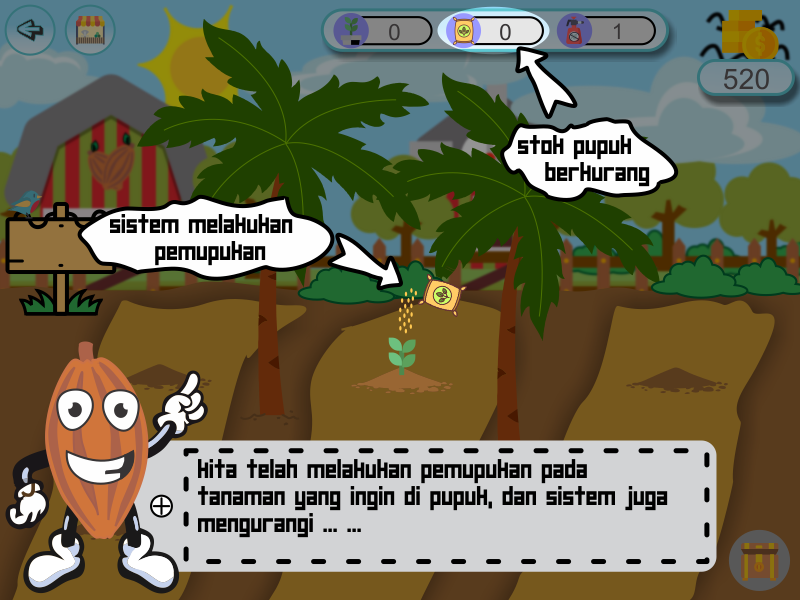 0
0
1
520
stok pupuk
berkurang
sistem melakukan
pemupukan
kita telah melakukan pemupukan pada
tanaman yang ingin di pupuk, dan sistem juga
mengurangi ... ...